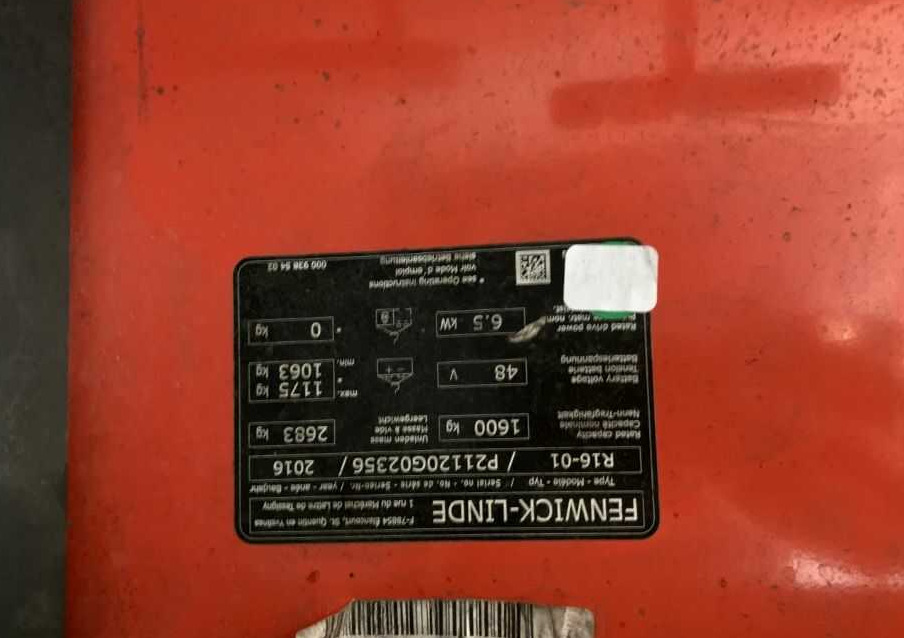 FENWICK-LINDE
F-78854 Élancourt, St. Quentin en Yvelines
1 rue du Maréchal de Lattre de Tassigny
Type - Modèle - Typ / Serial - no. - No. de série - Serien-Nr. / year - année - Baujahr
R16-01 / P21120G02356 / 2016
Rated capacity
Capacité nominale
Nenn-Tragfähigkeit
1600 kg
Unladen mass
Masse à vide
Leergewicht
2683 kg
Battery voltage
Tension batterie
Batteriespannung
48 V
max. 1175 kg
min. 1063 kg
Rated drive power
6.5 kW
* 0 kg
* see Operating instructions
voir Mode d'emploi
siehe Betriebsanleitung
000 938 54 02